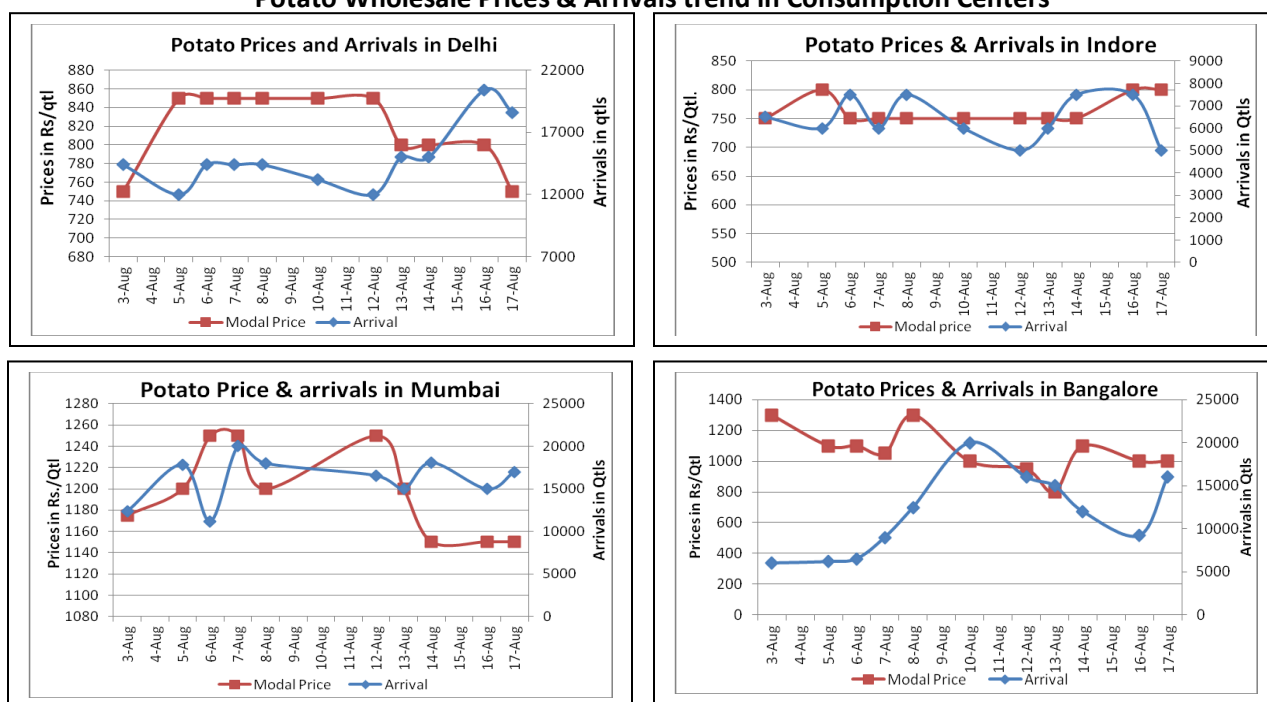 Potato Wholesale Prices & Arrivals trend in Consumption Centers
Potato Prices and Arrivals in Delhi
Prices in Rs/qtl
880
860
840
820
800
780
760
740
720
700
680
22000
17000
12000
7000
Arrivals in qtls
3-Aug
4-Aug
5-Aug
6-Aug
7-Aug
8-Aug
9-Aug
10-Aug
11-Aug
12-Aug
13-Aug
14-Aug
15-Aug
16-Aug
17-Aug
Modal Price
Arrival
Potato Prices & Arrivals in Indore
Prices in Rs/Qtl.
850
800
750
700
650
600
550
500
9000
8000
7000
6000
5000
4000
3000
2000
1000
0
Arrivals in Qtls
3-Aug
4-Aug
5-Aug
6-Aug
7-Aug
8-Aug
9-Aug
10-Aug
11-Aug
12-Aug
13-Aug
14-Aug
15-Aug
16-Aug
17-Aug
Modal price
Arrival
Potato Price & arrivals in Mumbai
Prices in Rs./Qtl
1280
1260
1240
1220
1200
1180
1160
1140
1120
1100
1080
25000
20000
15000
10000
5000
0
Arrivals in Qtls
3-Aug
4-Aug
5-Aug
6-Aug
7-Aug
8-Aug
9-Aug
10-Aug
11-Aug
12-Aug
13-Aug
14-Aug
15-Aug
16-Aug
17-Aug
Modal Price
Arrival
Potato Prices & Arrivals in Bangalore
Prices in Rs/Qtl
1400
1200
1000
800
600
400
200
0
25000
20000
15000
10000
5000
0
Arrivals in Qtls
3-Aug
4-Aug
5-Aug
6-Aug
7-Aug
8-Aug
9-Aug
10-Aug
11-Aug
12-Aug
13-Aug
14-Aug
15-Aug
16-Aug
17-Aug
Modal Price
Arrival